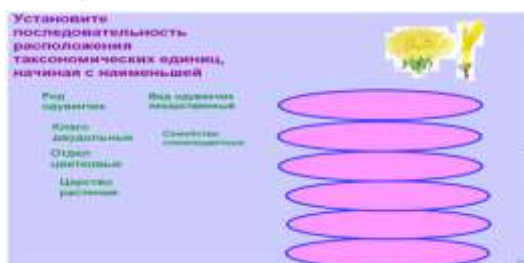 Установите
последовательность
расположения
таксономических единиц,
начиная с наименьшей
Род
одуванчик
Вид одуванчик
лекарственный
Класс
двудольные
Семейство
сложноцветные
Отдел
цветковые
Царство
растения